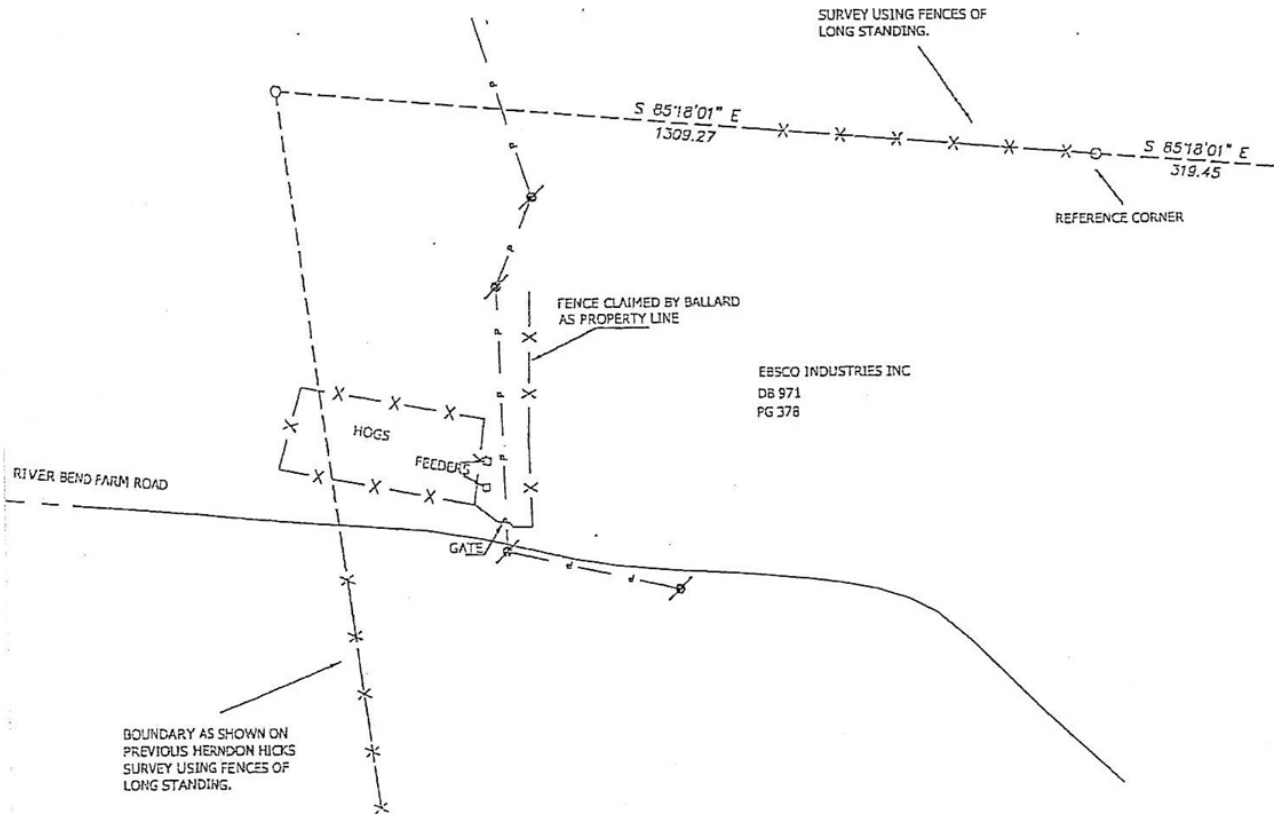 SURVEY USING FENCES OF
LONG STANDING.
S 85°18'01" E
1309.27
S 85°18'01" E
319.45
REFERENCE CORNER
FENCE CLAIMED BY BALLARD
AS PROPERTY LINE
EBSCO INDUSTRIES INC
DB 971
PG 378
HOGS
FEEDERS
RIVER BEND FARM ROAD
GATE
BOUNDARY AS SHOWN ON
PREVIOUS HERNDON HICKS
SURVEY USING FENCES OF
LONG STANDING.